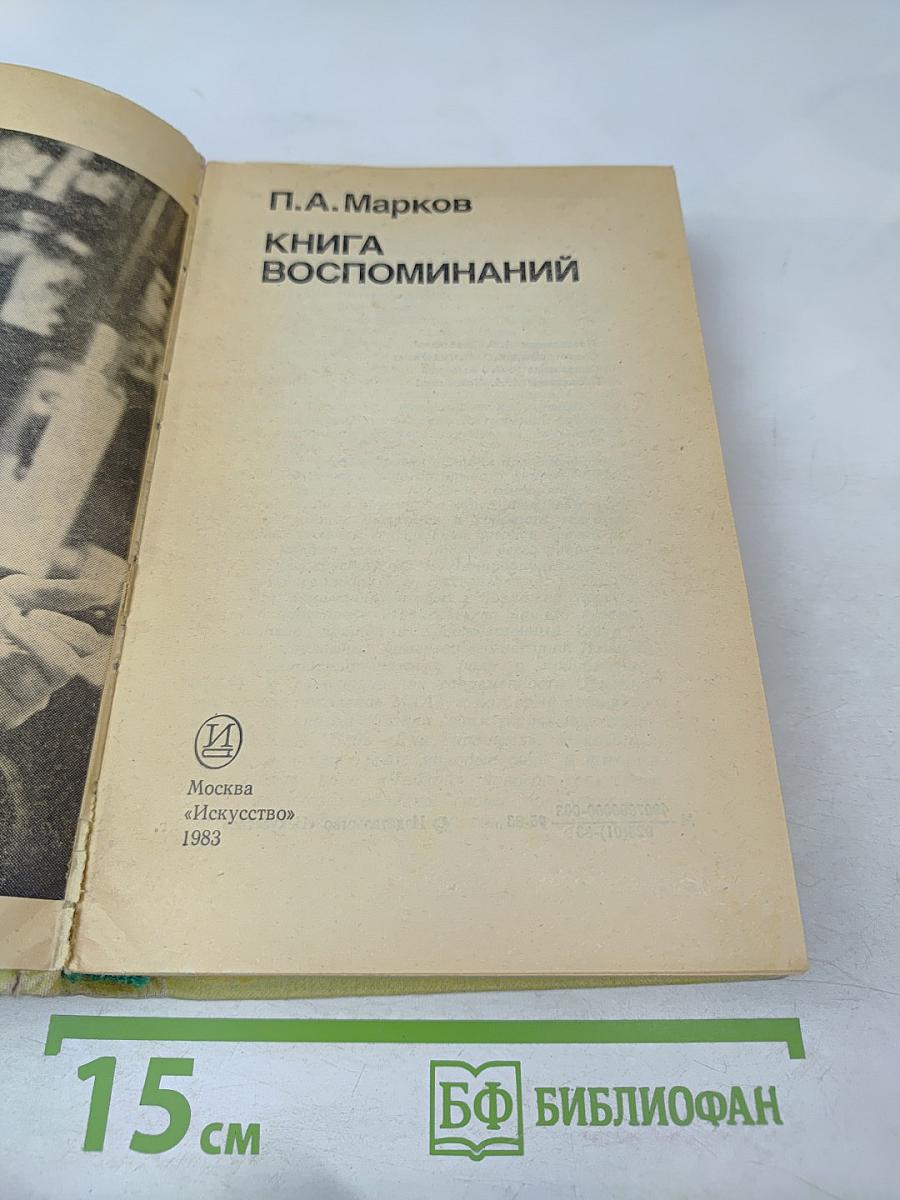 П.А.Марков
КНИГА
ВОСПОМИНАНИЙ
И
Москва
«Искусство»
1983
15 см
БФ БИБЛИОФАН